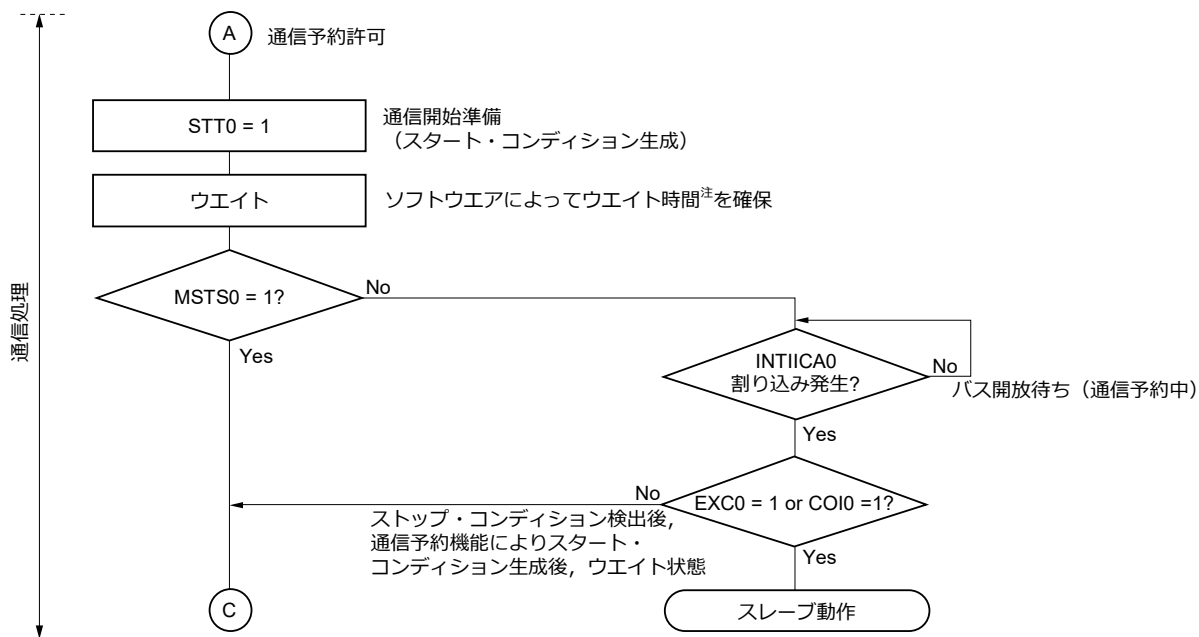 A 通信予約許可
STT0 = 1
通信開始準備
（スタート・コンディション生成）
ウエイト
ソフトウエアによってウエイト時間注を確保
MSTS0 = 1?
No
Yes
INTIICA0
割り込み発生?
No
バス開放待ち（通信予約中）
Yes
EXC0 = 1 or COI0 =1?
No
ストップ・コンディション検出後，
通信予約機能によりスタート・
コンディション生成後，ウエイト状態
Yes
C
スレーブ動作
通信処理